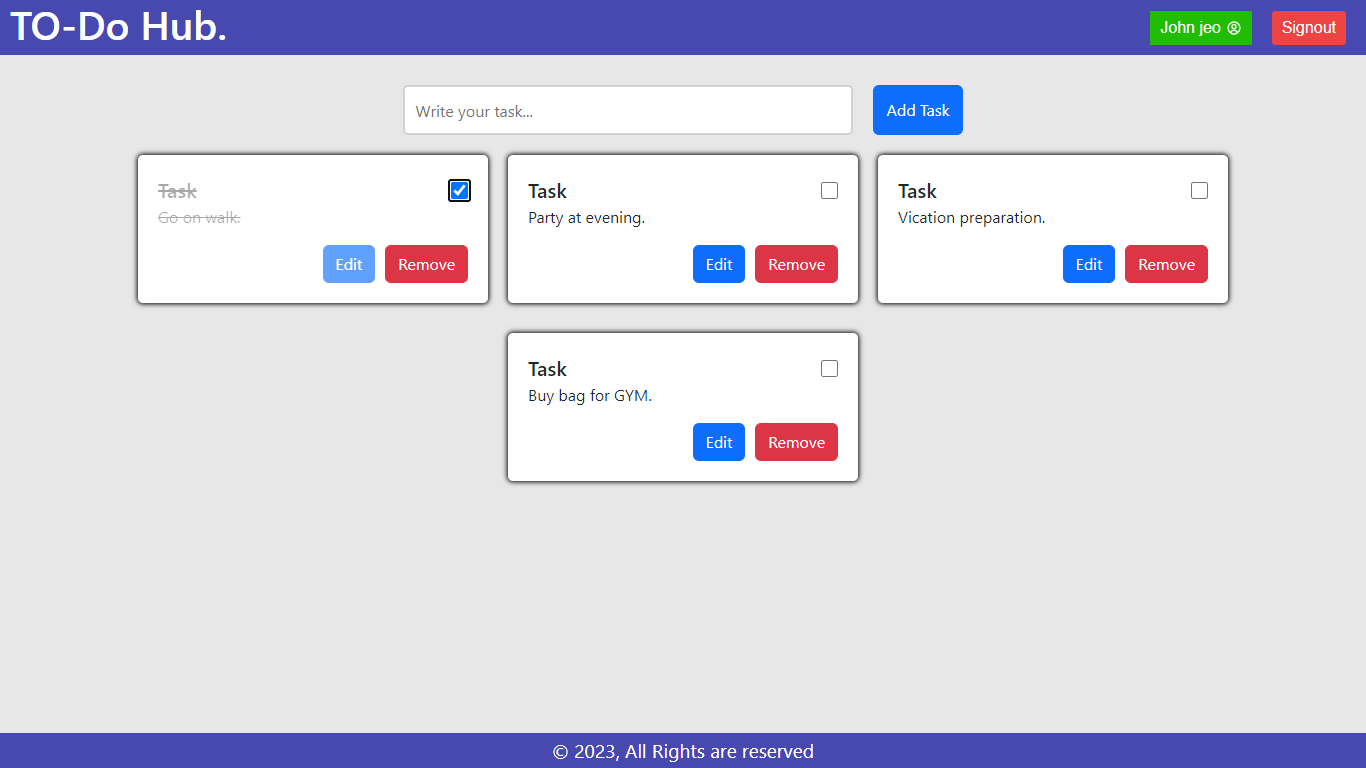 TO-Do Hub.
John jeo
Signout
Write your task...
Add Task
Task
Go on walk.
Edit
Remove
Task
Party at evening.
Edit
Remove
Task
Vication preparation.
Edit
Remove
Task
Buy bag for GYM.
Edit
Remove
© 2023, All Rights are reserved